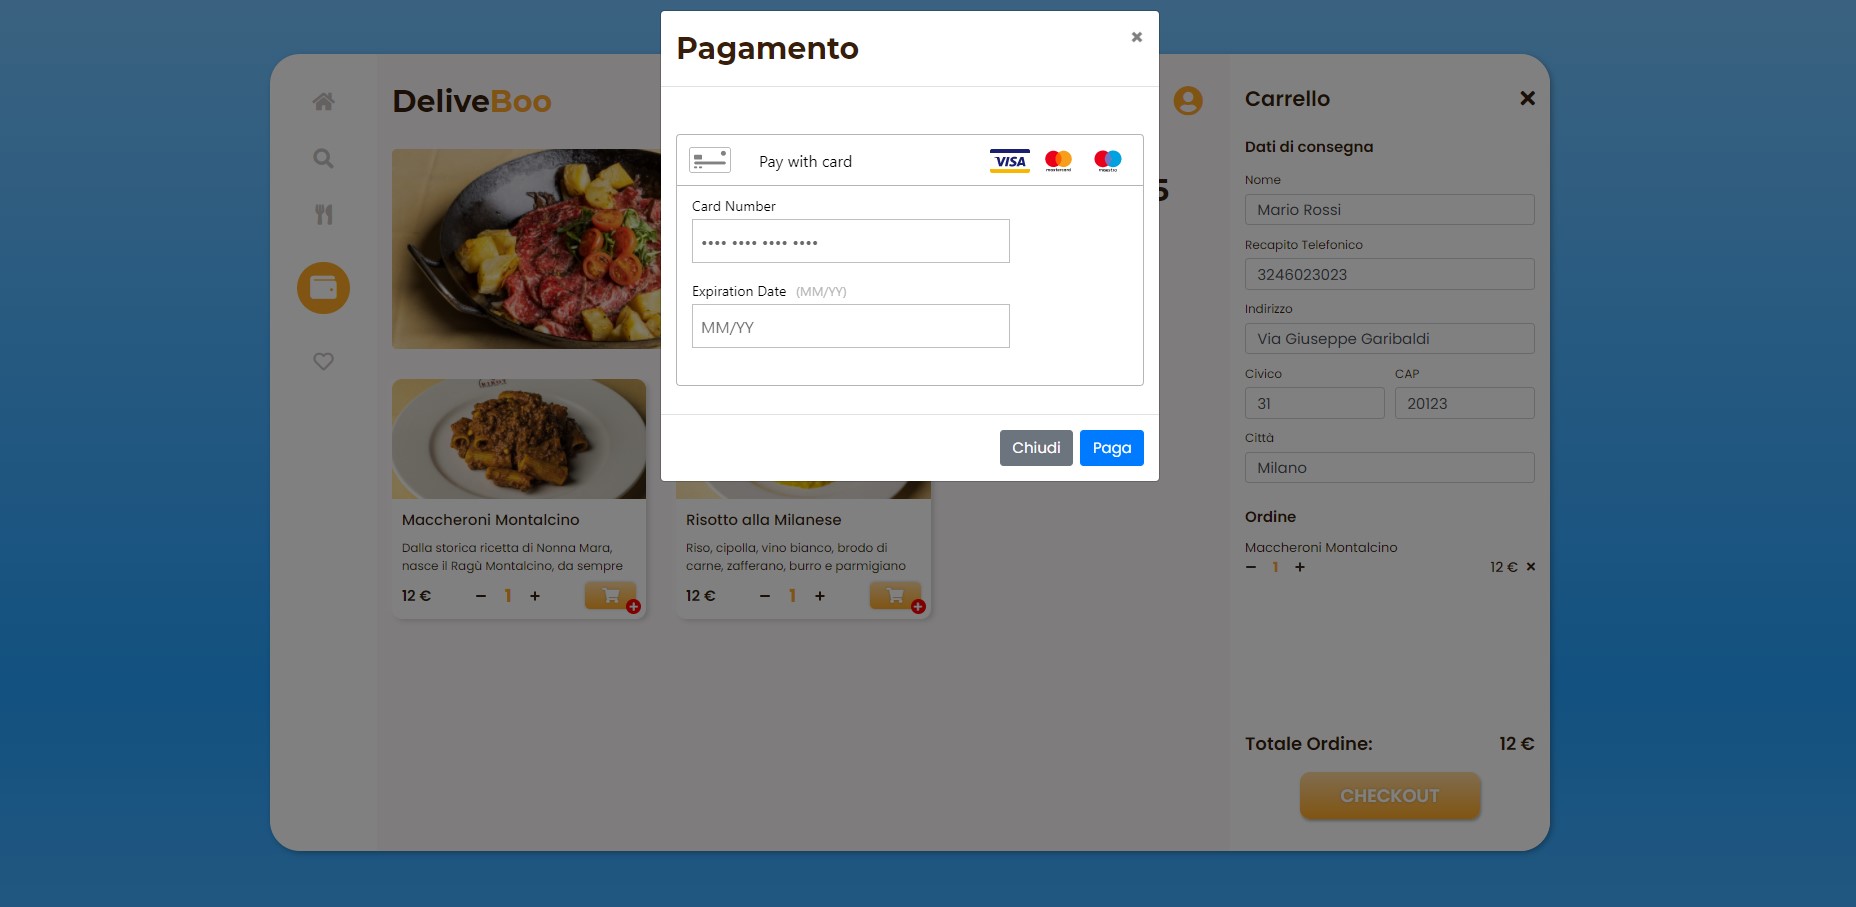 Pagamento
×
Pay with card
VISA
mastercard
maestro
Card Number
•••• •••• •••• ••••
Expiration Date (MM/YY)
MM/YY
Chiudi
Paga
DeliveBoo
5
Maccheroni Montalcino
Dalla storica ricetta di Nonna Mara,
nasce il Ragù Montalcino, da sempre
12 €
− 1 +
Risotto alla Milanese
Riso, cipolla, vino bianco, brodo di
carne, zafferano, burro e parmigiano
12 €
− 1 +
Carrello
Dati di consegna
Nome
Mario Rossi
Recapito Telefonico
3246023023
Indirizzo
Via Giuseppe Garibaldi
Civico
CAP
31
20123
Città
Milano
Ordine
Maccheroni Montalcino
− 1 + 12 € ×
Totale Ordine: 12 €
CHECKOUT